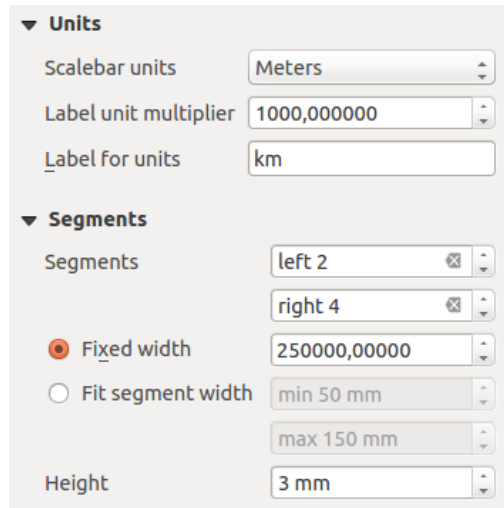 Units
Scalebar units Meters
Label unit multiplier 1000,000000
Label for units km
Segments
Segments left 2
right 4
Fixed width 250000,00000
Fit segment width min 50 mm
max 150 mm
Height 3 mm